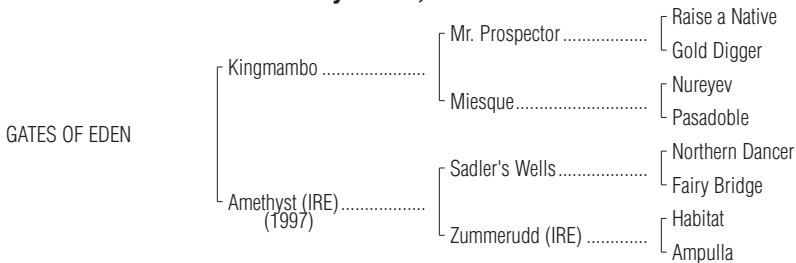 Raise a Native
Mr. Prospector
Gold Digger
Kingmambo
Nureyev
Miesque
Pasadoble
GATES OF EDEN
Northern Dancer
Sadler's Wells
Fairy Bridge
Amethyst (IRE)
(1997)
Habitat
Zummerudd (IRE)
Ampulla